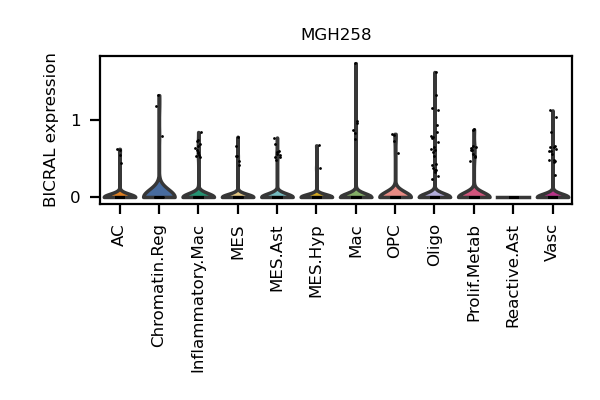 MGH258
BICRAL expression
1
0
AC
Chromatin.Reg
Inflammatory.Mac
MES
MES.Ast
MES.Hyp
Mac
OPC
Oligo
Prolif.Metab
Reactive.Ast
Vasc